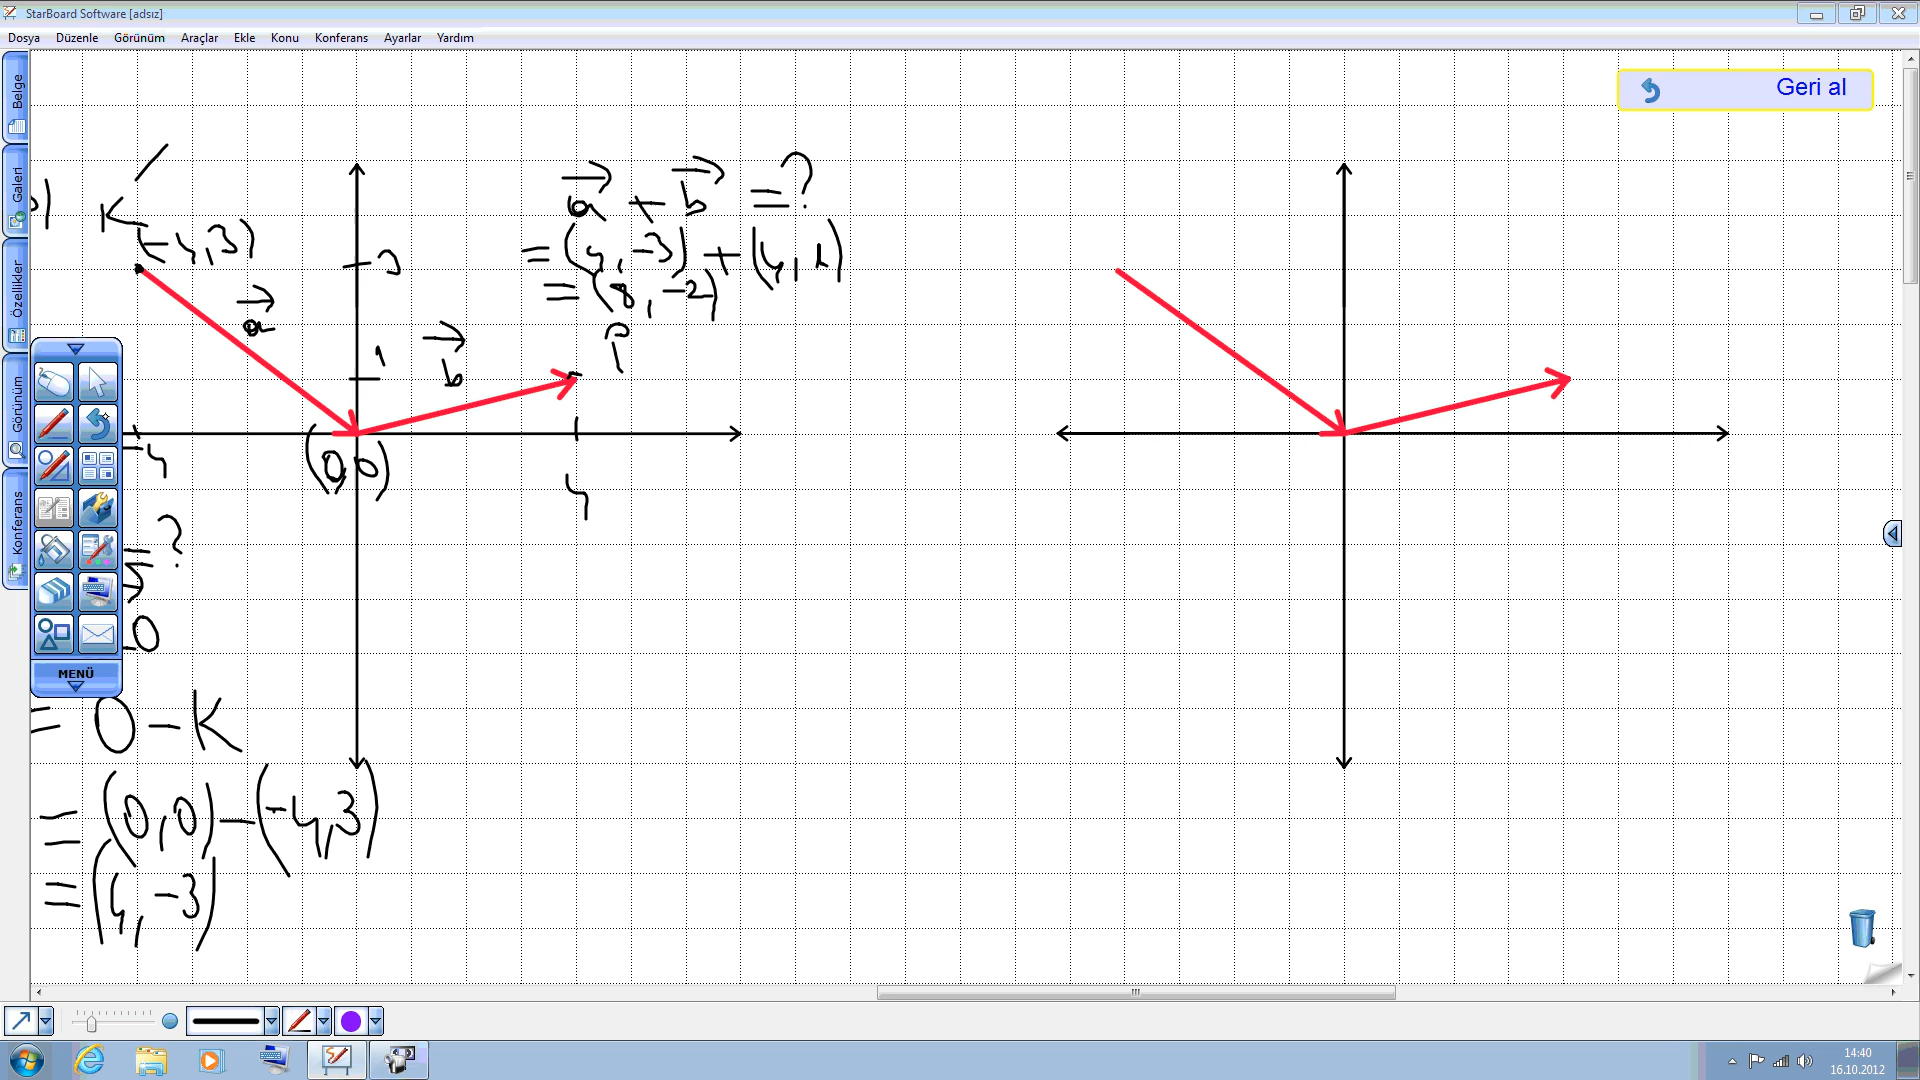 StarBoard Software [adsız]
Dosya Düzenle Görünüm Araçlar Ekle Konu Konferans Ayarlar Yardım
Geri al
Belge
Galeri
Özellikler
Görünüm
Konferans
MENÜ
K
(-4,3)
a
3
1
b
P
-4
(0,0)
4
a + b = ?
= (4, -3) + (4, 1)
= (8, -2)
= ?
0
= O - K
= (0,0) - (-4,3)
= (4, -3)
14:40
16.10.2012